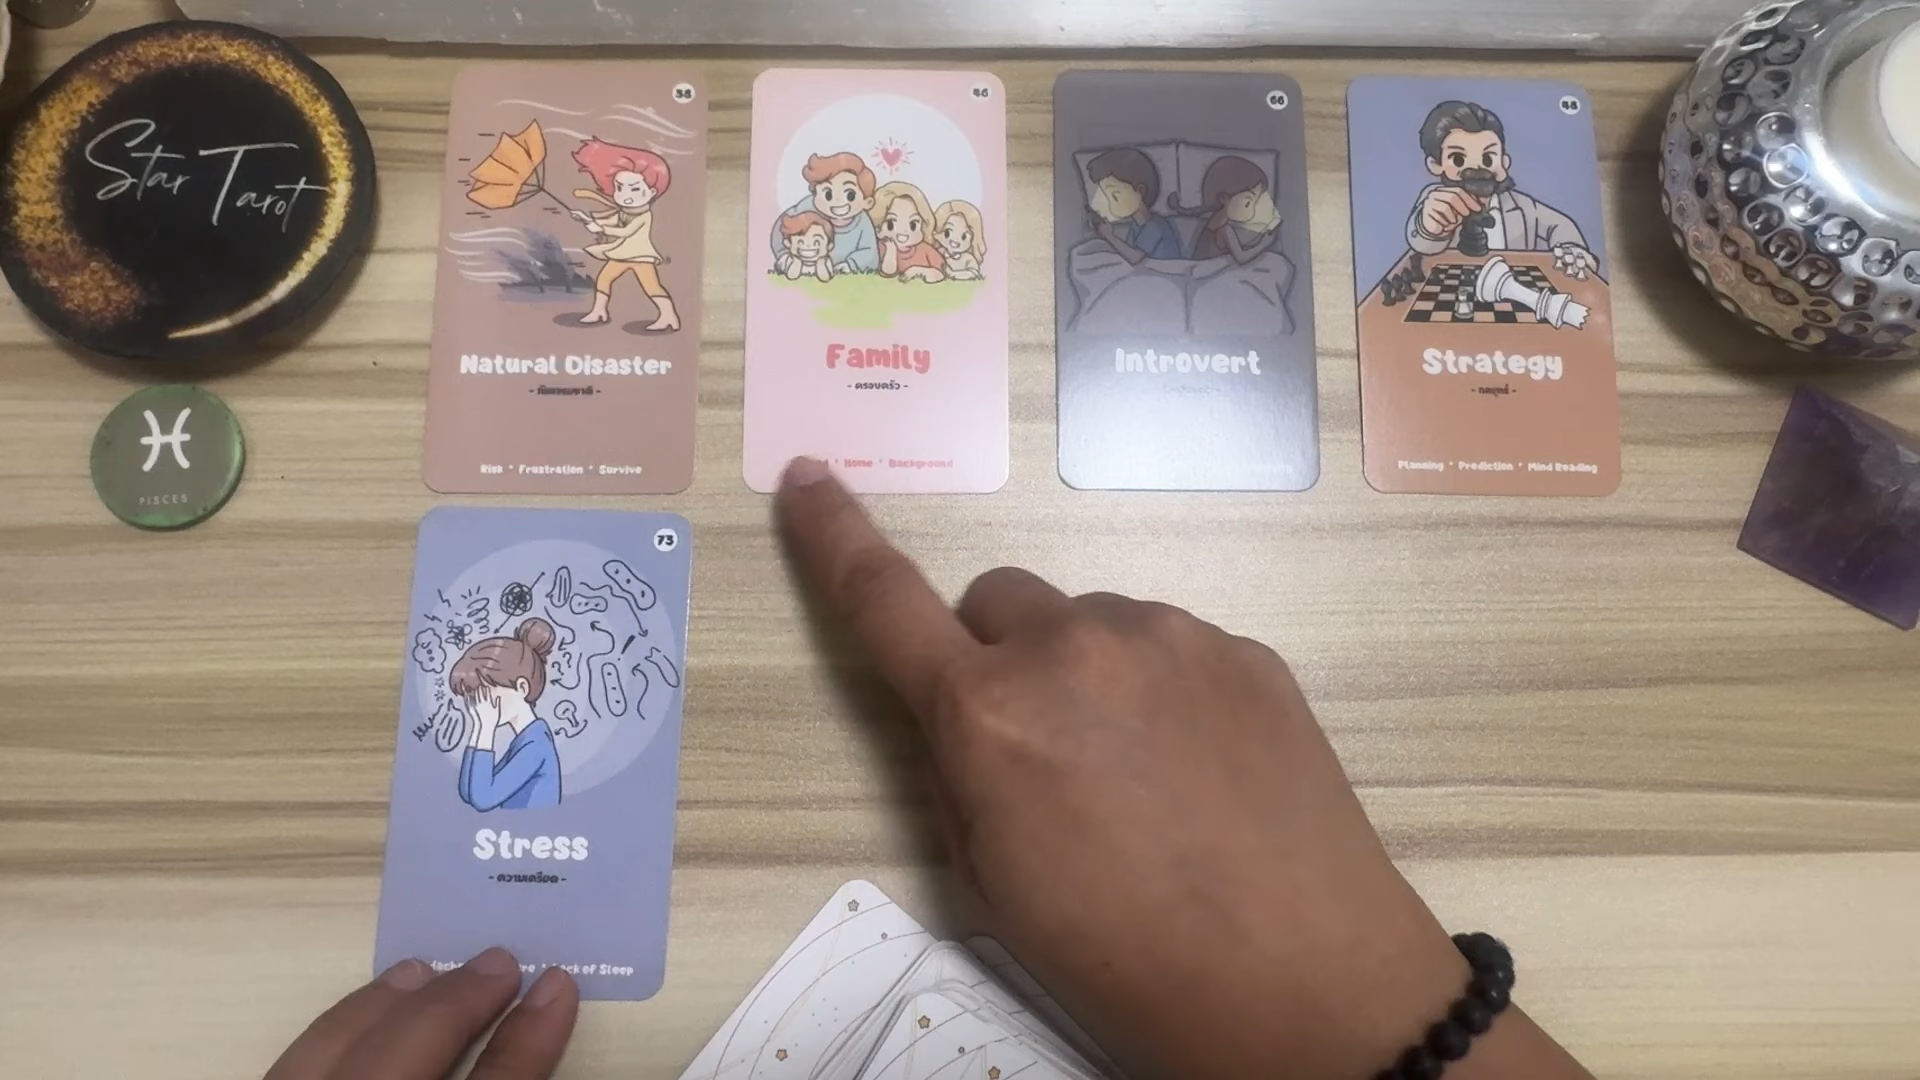 Star Tarot
PISCES
38
Natural Disaster
- ภัยธรรมชาติ -
Risk * Frustration * Survive
46
Family
- ครอบครัว -
* Home * Background
66
Introvert
48
Strategy
- กลยุทธ์ -
Planning * Prediction * Mind Reading
73
Stress
- ความเครียด -
* Lack of Sleep